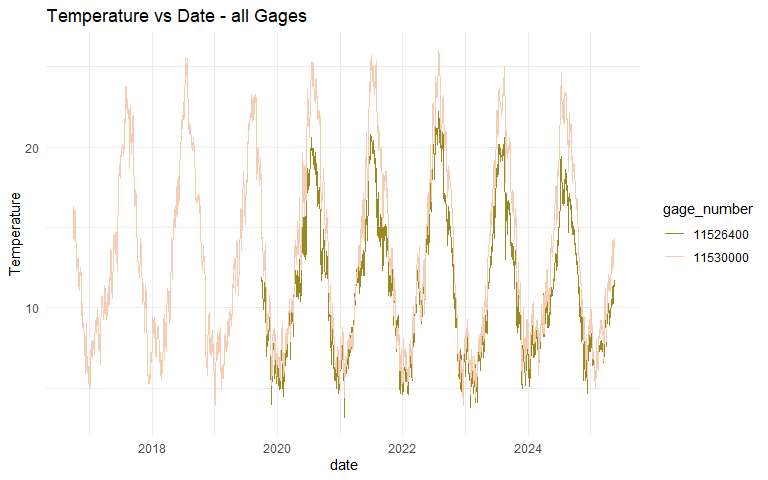 Temperature vs Date - all Gages
20
10
Temperature
2018
2020
2022
2024
date
gage_number
11526400
11530000